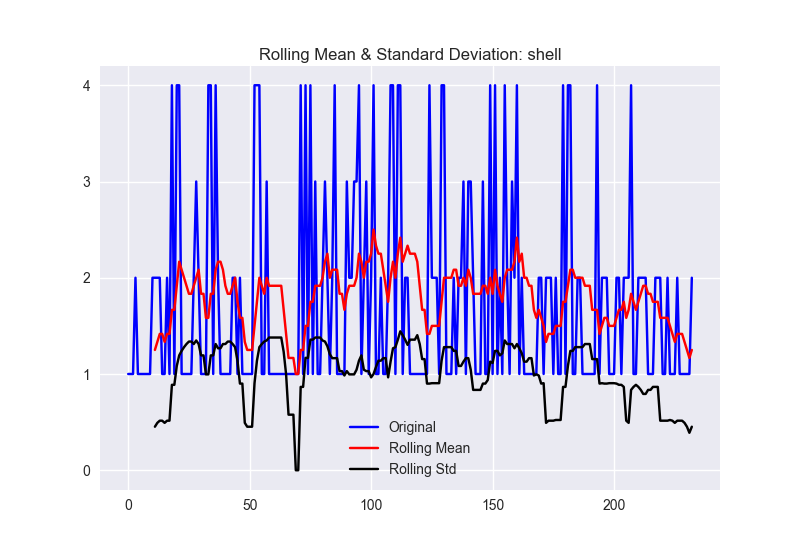 Rolling Mean & Standard Deviation: shell
4
3
2
1
0
Original
Rolling Mean
Rolling Std
0 50 100 150 200